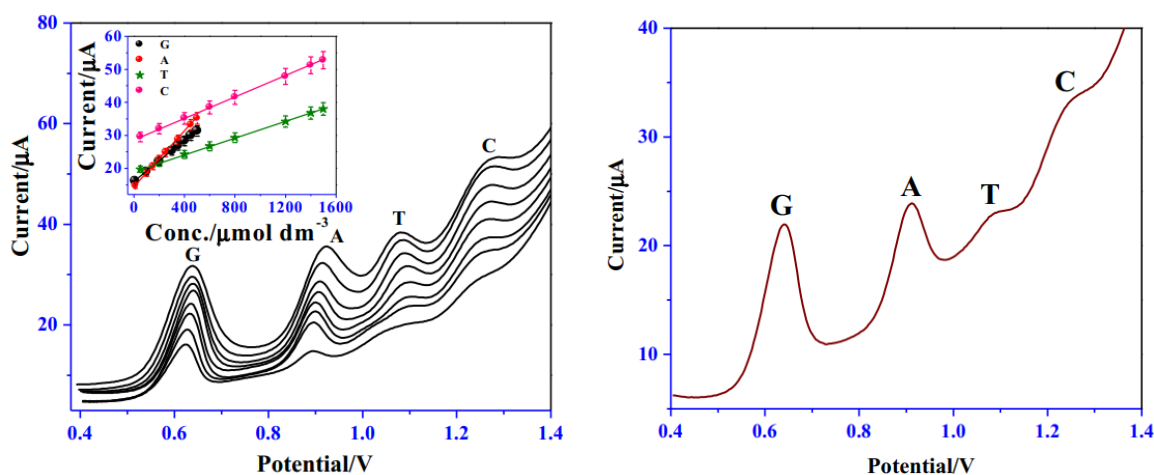 80
60
40
20
Current/µA
0.4 0.6 0.8 1.0 1.2 1.4
Potential/V
G
A
T
C
60
50
40
30
20
Current/µA
0 400 800 1200 1600
Conc./µmol dm-3
G
A
T
C
40
30
20
10
Current/µA
0.4 0.6 0.8 1.0 1.2 1.4
Potential/V
G
A
T
C